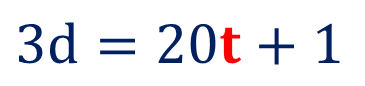 3d = 20t + 1